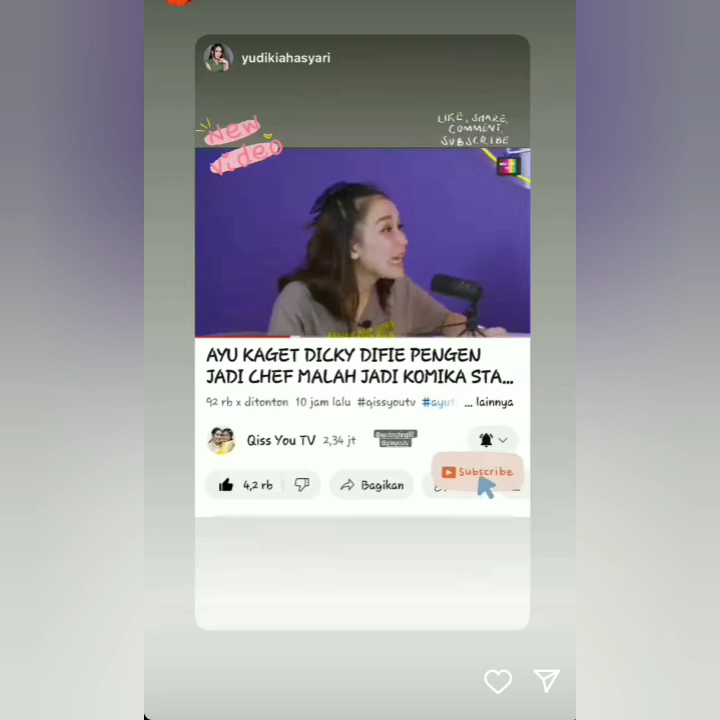 yudikiahasyari
New
video
LIKE, SHARE,
COMMENT,
SUBSCRIBE
AYU KAGET DICKY DIFIE PENGEN
JADI CHEF MALAH JADI KOMIKA STA...
92 rb x ditonton 10 jam lalu #qissyoutv #ayut ... lainnya
Qiss You TV 2,34 jt
Subscribe
4,2 rb
Bagikan